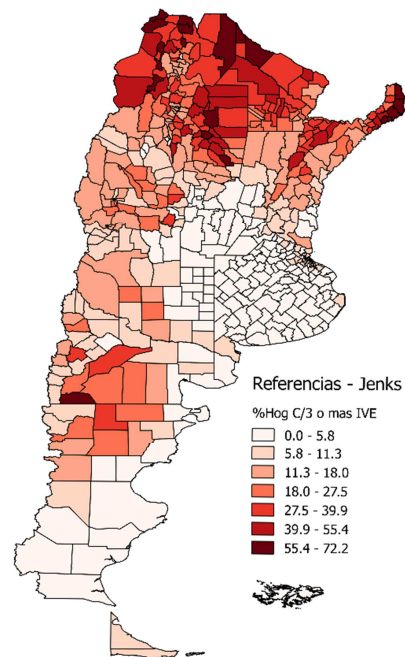 Referencias - Jenks
%Hog C/3 o mas IVE
0.0 - 5.8
5.8 - 11.3
11.3 - 18.0
18.0 - 27.5
27.5 - 39.9
39.9 - 55.4
55.4 - 72.2